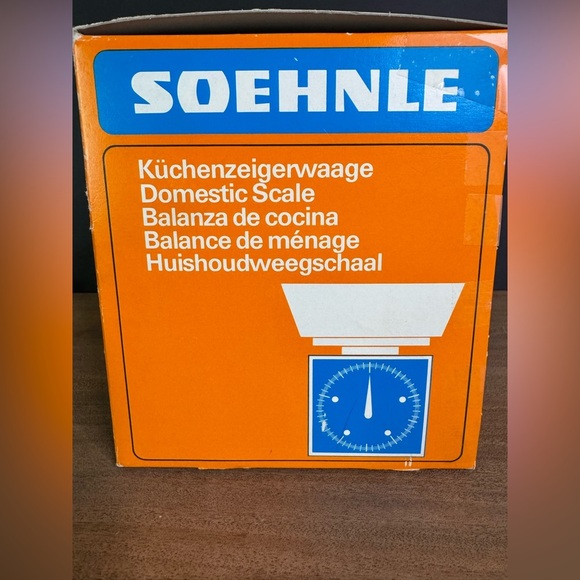 SOEHNLE
Küchenzeigerwaage
Domestic Scale
Balanza de cocina
Balance de ménage
Huishoudweegschaal